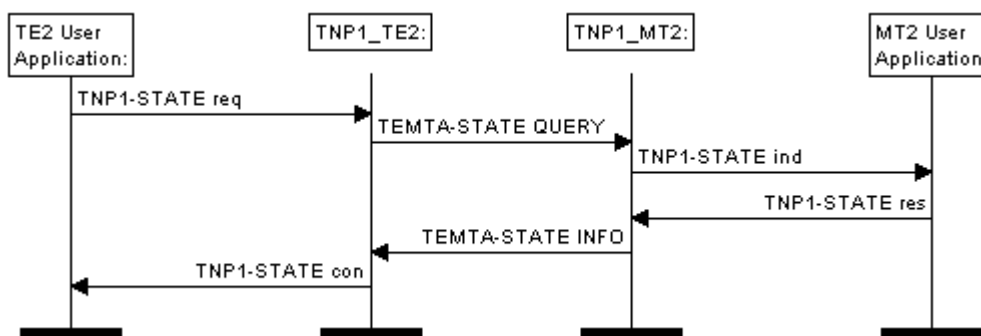 TE2 User
Application:
TNP1_TE2:
TNP1_MT2:
MT2 User
Application
TNP1-STATE req
TEMTA-STATE QUERY
TNP1-STATE ind
TNP1-STATE res
TEMTA-STATE INFO
TNP1-STATE con